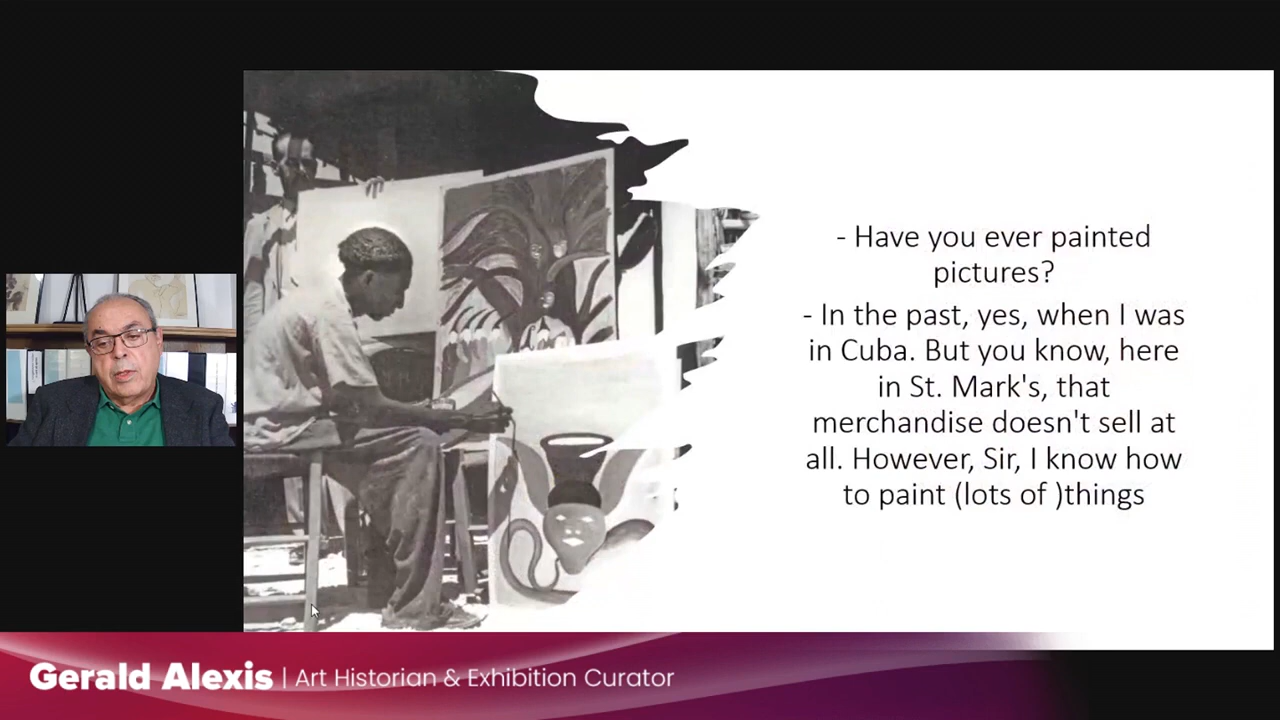 - Have you ever painted
pictures?
- In the past, yes, when I was
in Cuba. But you know, here
in St. Mark's, that
merchandise doesn't sell at
all. However, Sir, I know how
to paint (lots of )things
Gerald Alexis | Art Historian & Exhibition Curator